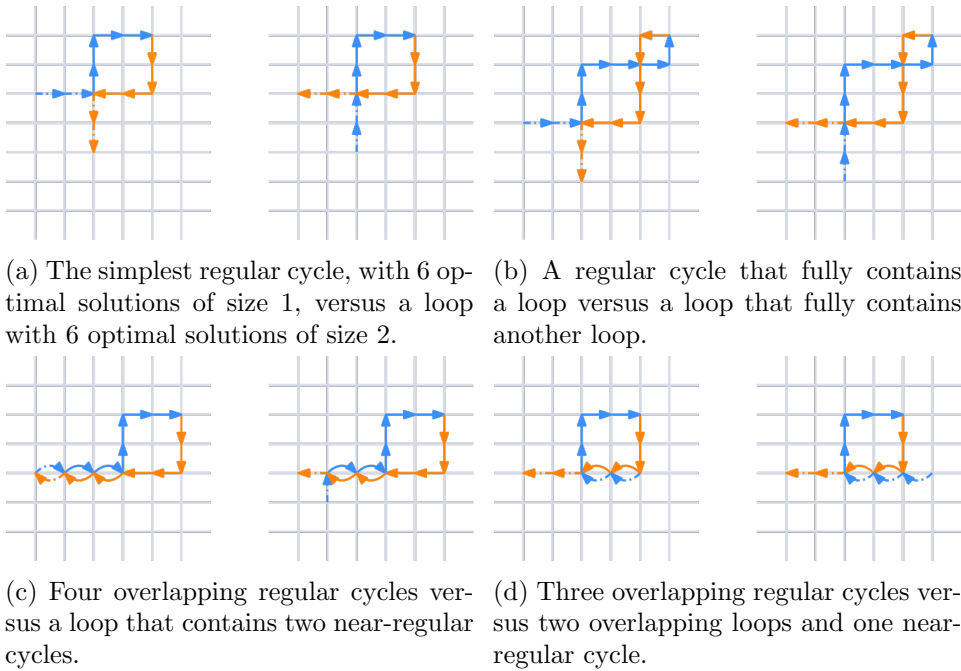 (a) The simplest regular cycle, with 6 op-
timal solutions of size 1, versus a loop
with 6 optimal solutions of size 2.
(b) A regular cycle that fully contains
a loop versus a loop that fully contains
another loop.
(c) Four overlapping regular cycles ver-
sus a loop that contains two near-regular
cycles.
(d) Three overlapping regular cycles ver-
sus two overlapping loops and one near-
regular cycle.